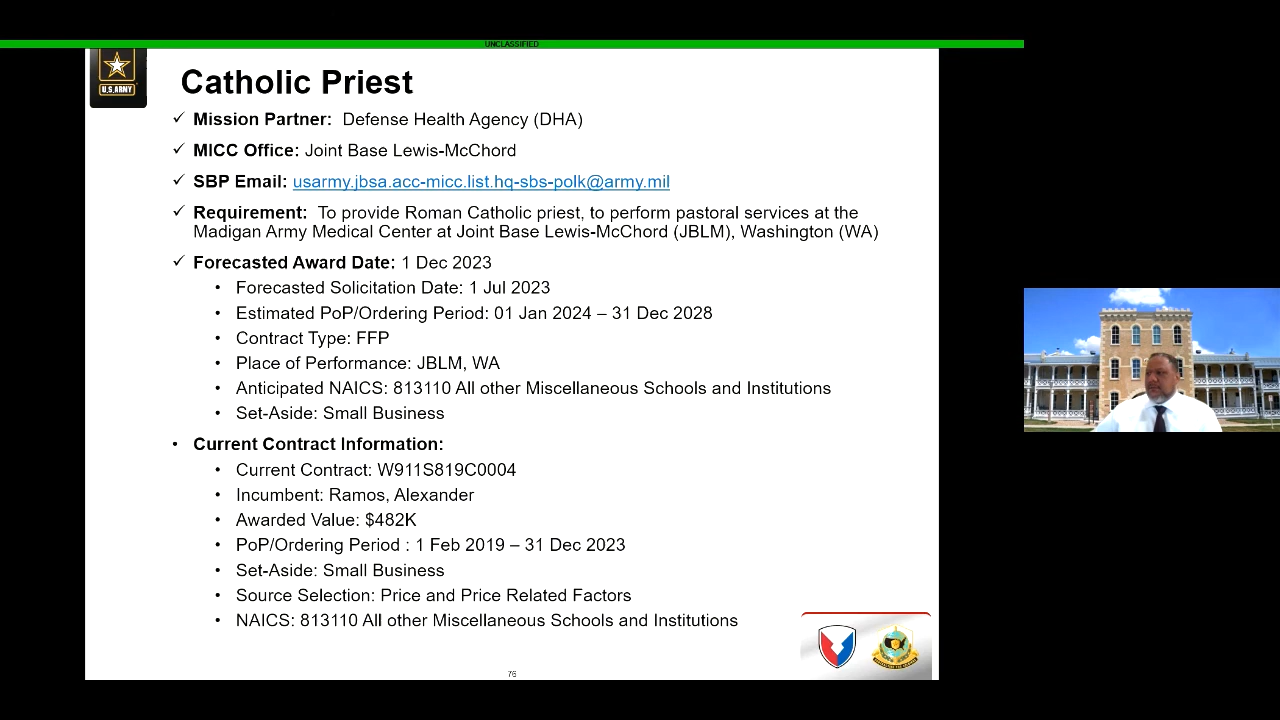 UNCLASSIFIED
U.S. ARMY
Catholic Priest
✓ Mission Partner: Defense Health Agency (DHA)
✓ MICC Office: Joint Base Lewis-McChord
✓ SBP Email: usarmy.jbsa.acc-micc.list.hq-sbs-polk@army.mil
✓ Requirement: To provide Roman Catholic priest, to perform pastoral services at the
Madigan Army Medical Center at Joint Base Lewis-McChord (JBLM), Washington (WA)
✓ Forecasted Award Date: 1 Dec 2023
• Forecasted Solicitation Date: 1 Jul 2023
• Estimated PoP/Ordering Period: 01 Jan 2024 – 31 Dec 2028
• Contract Type: FFP
• Place of Performance: JBLM, WA
• Anticipated NAICS: 813110 All other Miscellaneous Schools and Institutions
• Set-Aside: Small Business
• Current Contract Information:
• Current Contract: W911S819C0004
• Incumbent: Ramos, Alexander
• Awarded Value: $482K
• PoP/Ordering Period : 1 Feb 2019 – 31 Dec 2023
• Set-Aside: Small Business
• Source Selection: Price and Price Related Factors
• NAICS: 813110 All other Miscellaneous Schools and Institutions
76